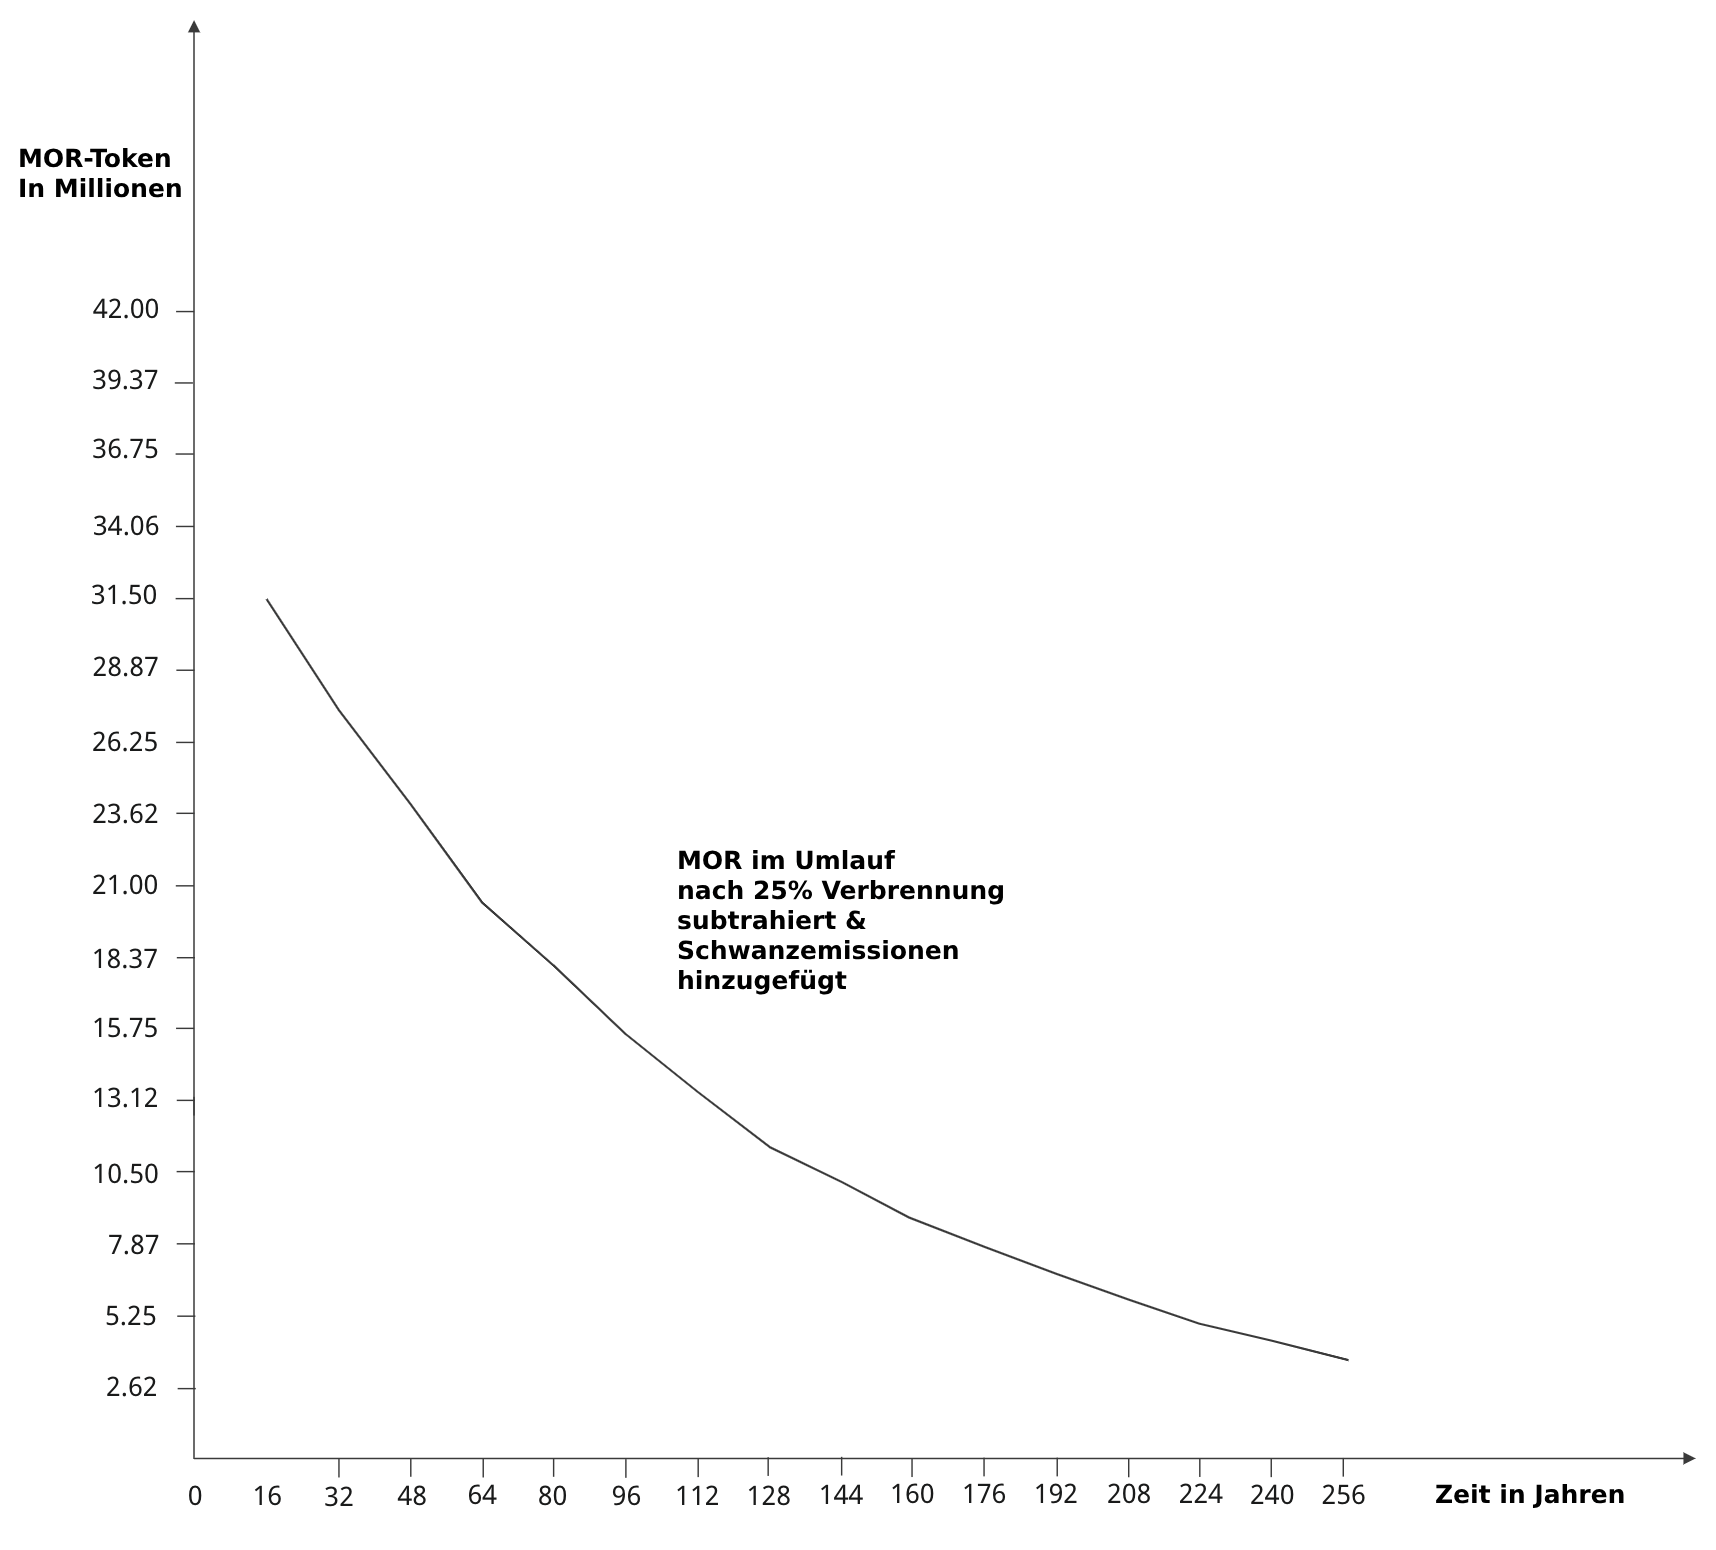 MOR-Token
In Millionen
42.00
39.37
36.75
34.06
31.50
28.87
26.25
23.62
21.00
18.37
15.75
13.12
10.50
7.87
5.25
2.62
MOR im Umlauf
nach 25% Verbrennung
subtrahiert &
Schwanzemissionen
hinzugefügt
0 16 32 48 64 80 96 112 128 144 160 176 192 208 224 240 256 Zeit in Jahren